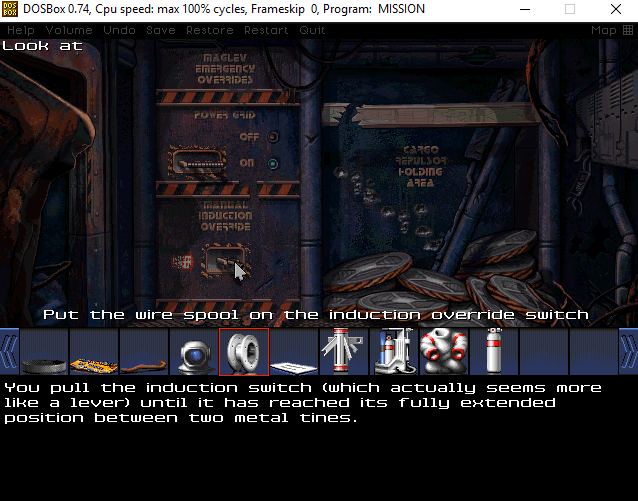 DOSBox 0.74, Cpu speed: max 100% cycles, Frameskip 0, Program: MISSION
Help Volume Undo Save Restore Restart Quit Map
Look at
MAGLEV
EMERGENCY
OVERRIDES
POWER GRID
OFF
ON
CARGO
REPULSOR
HOLDING
AREA
MANUAL
INDUCTION
OVERRIDE
Put the wire spool on the induction override switch
You pull the induction switch (which actually seems more
like a lever) until it has reached its fully extended
position between two metal tines.